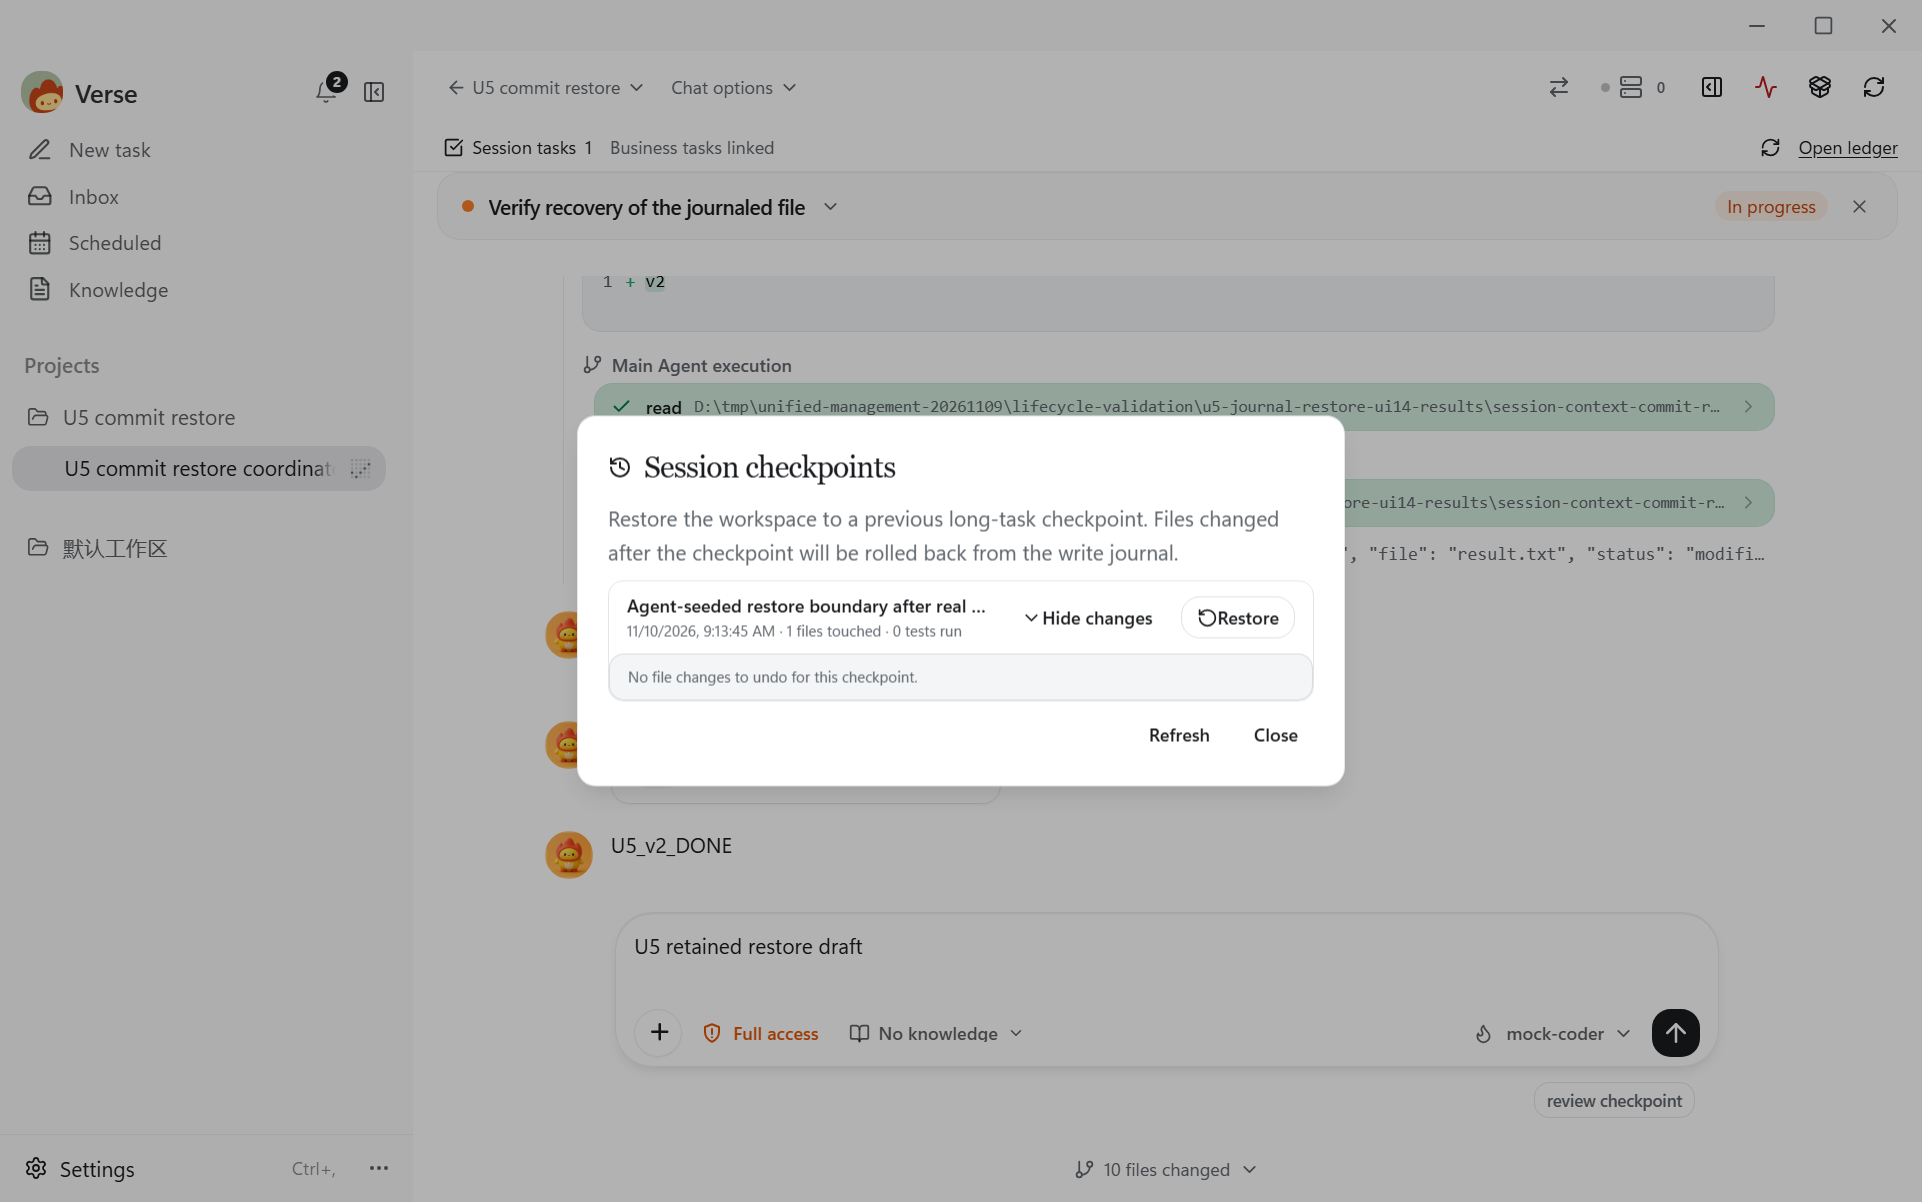 Verse
2
New task
Inbox
Scheduled
Knowledge
Projects
U5 commit restore
U5 commit restore coordinat
默认工作区
Settings
Ctrl+,
U5 commit restore
Chat options
0
Session tasks 1
Business tasks linked
Open ledger
Verify recovery of the journaled file
In progress
1 + v2
Main Agent execution
read D:\tmp\unified-management-20261109\lifecycle-validation\u5-journal-restore-ui14-results\session-context-commit-r…
ore-ui14-results\session-context-commit-r…
", "file": "result.txt", "status": "modifi…
Session checkpoints
Restore the workspace to a previous long-task checkpoint. Files changed
after the checkpoint will be rolled back from the write journal.
Agent-seeded restore boundary after real …
11/10/2026, 9:13:45 AM · 1 files touched · 0 tests run
Hide changes
Restore
No file changes to undo for this checkpoint.
Refresh
Close
U5_v2_DONE
U5 retained restore draft
Full access
No knowledge
mock-coder
review checkpoint
10 files changed